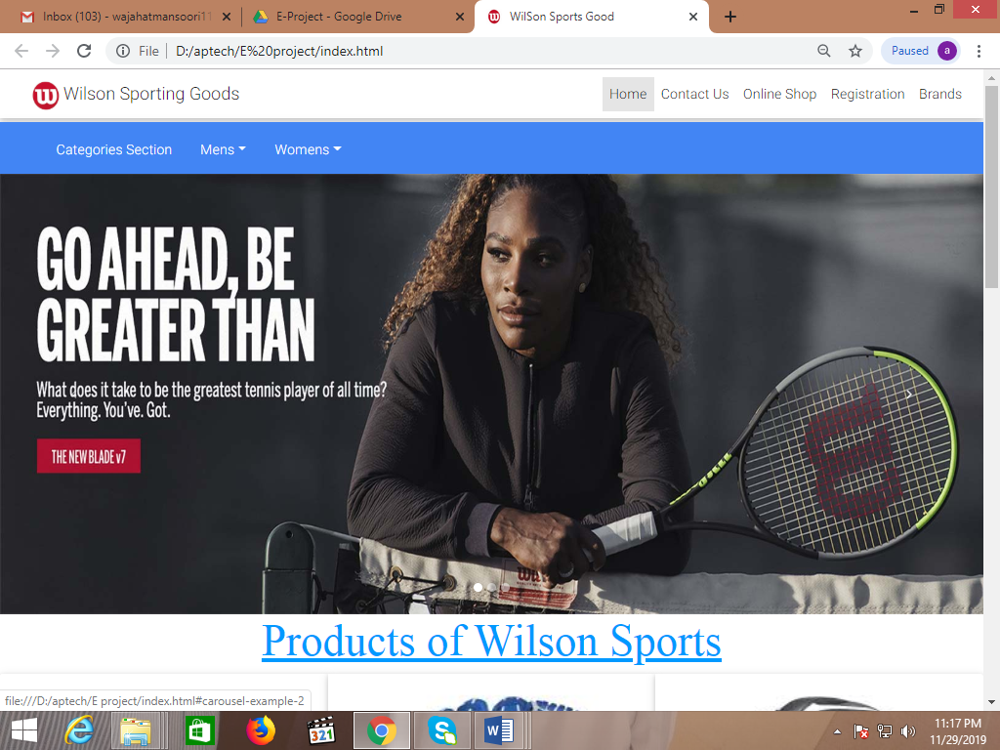 Inbox (103) - wajahatmansoori11
E-Project - Google Drive
WilSon Sports Good
File
D:/aptech/E%20project/index.html
Paused
a
Wilson Sporting Goods
Home
Contact Us
Online Shop
Registration
Brands
Categories Section
Mens
Womens
GO AHEAD, BE
GREATER THAN
What does it take to be the greatest tennis player of all time?
Everything. You've. Got.
THE NEW BLADE v7
Products of Wilson Sports
file:///D:/aptech/E project/index.html#carousel-example-2
321
11:17 PM
11/29/2019